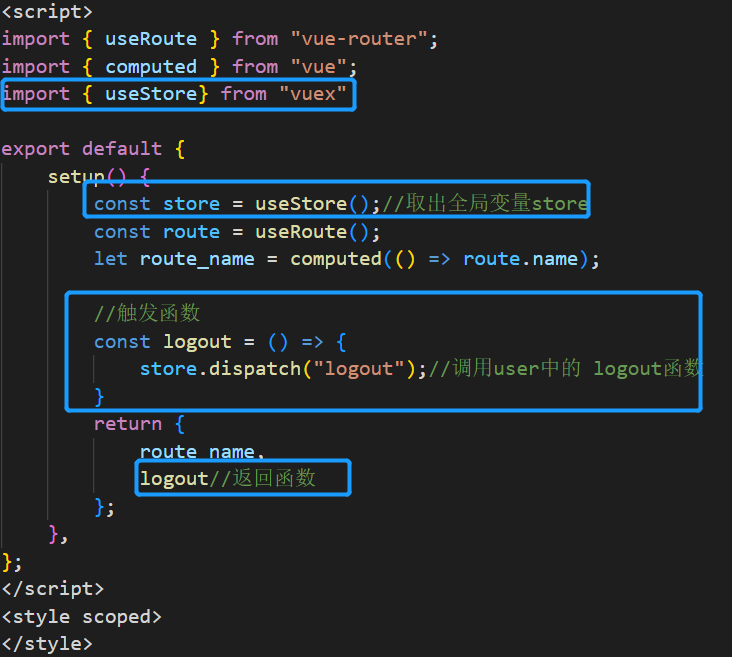 <script>
import { useRoute } from "vue-router";
import { computed } from "vue";
import { useStore} from "vuex"
export default {
setup() {
const store = useStore();//取出全局变量store
const route = useRoute();
let route_name = computed(() => route.name);
//触发函数
const logout = () => {
store.dispatch("logout");//调用user中的 logout函数
}
return {
route_name,
logout//返回函数
};
},
};
</script>
<style scoped>
</style>